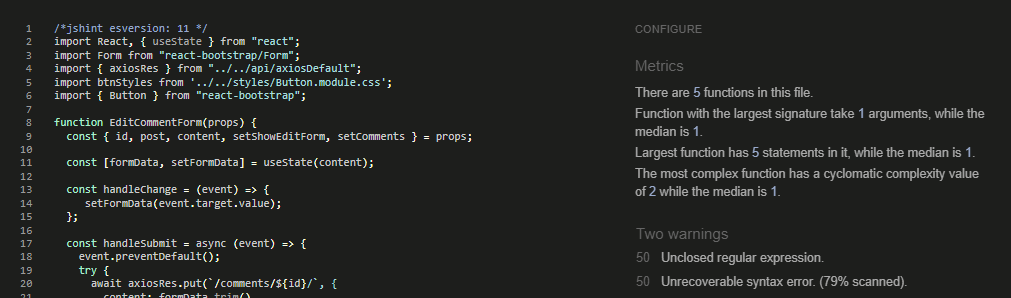 1 /*jshint esversion: 11 */
2 import React, { useState } from "react";
3 import Form from "react-bootstrap/Form";
4 import { axiosRes } from "../../api/axiosDefault";
5 import btnStyles from '../../styles/Button.module.css';
6 import { Button } from "react-bootstrap";
7
8 function EditCommentForm(props) {
9 const { id, post, content, setShowEditForm, setComments } = props;
10
11 const [formData, setFormData] = useState(content);
12
13 const handleChange = (event) => {
14 setFormData(event.target.value);
15 };
16
17 const handleSubmit = async (event) => {
18 event.preventDefault();
19 try {
20 await axiosRes.put(`/comments/${id}/`, {
21 content: formData.trim()
CONFIGURE
Metrics
There are 5 functions in this file.
Function with the largest signature take 1 arguments, while the
median is 1.
Largest function has 5 statements in it, while the median is 1.
The most complex function has a cyclomatic complexity value
of 2 while the median is 1.
Two warnings
50 Unclosed regular expression.
50 Unrecoverable syntax error. (79% scanned).